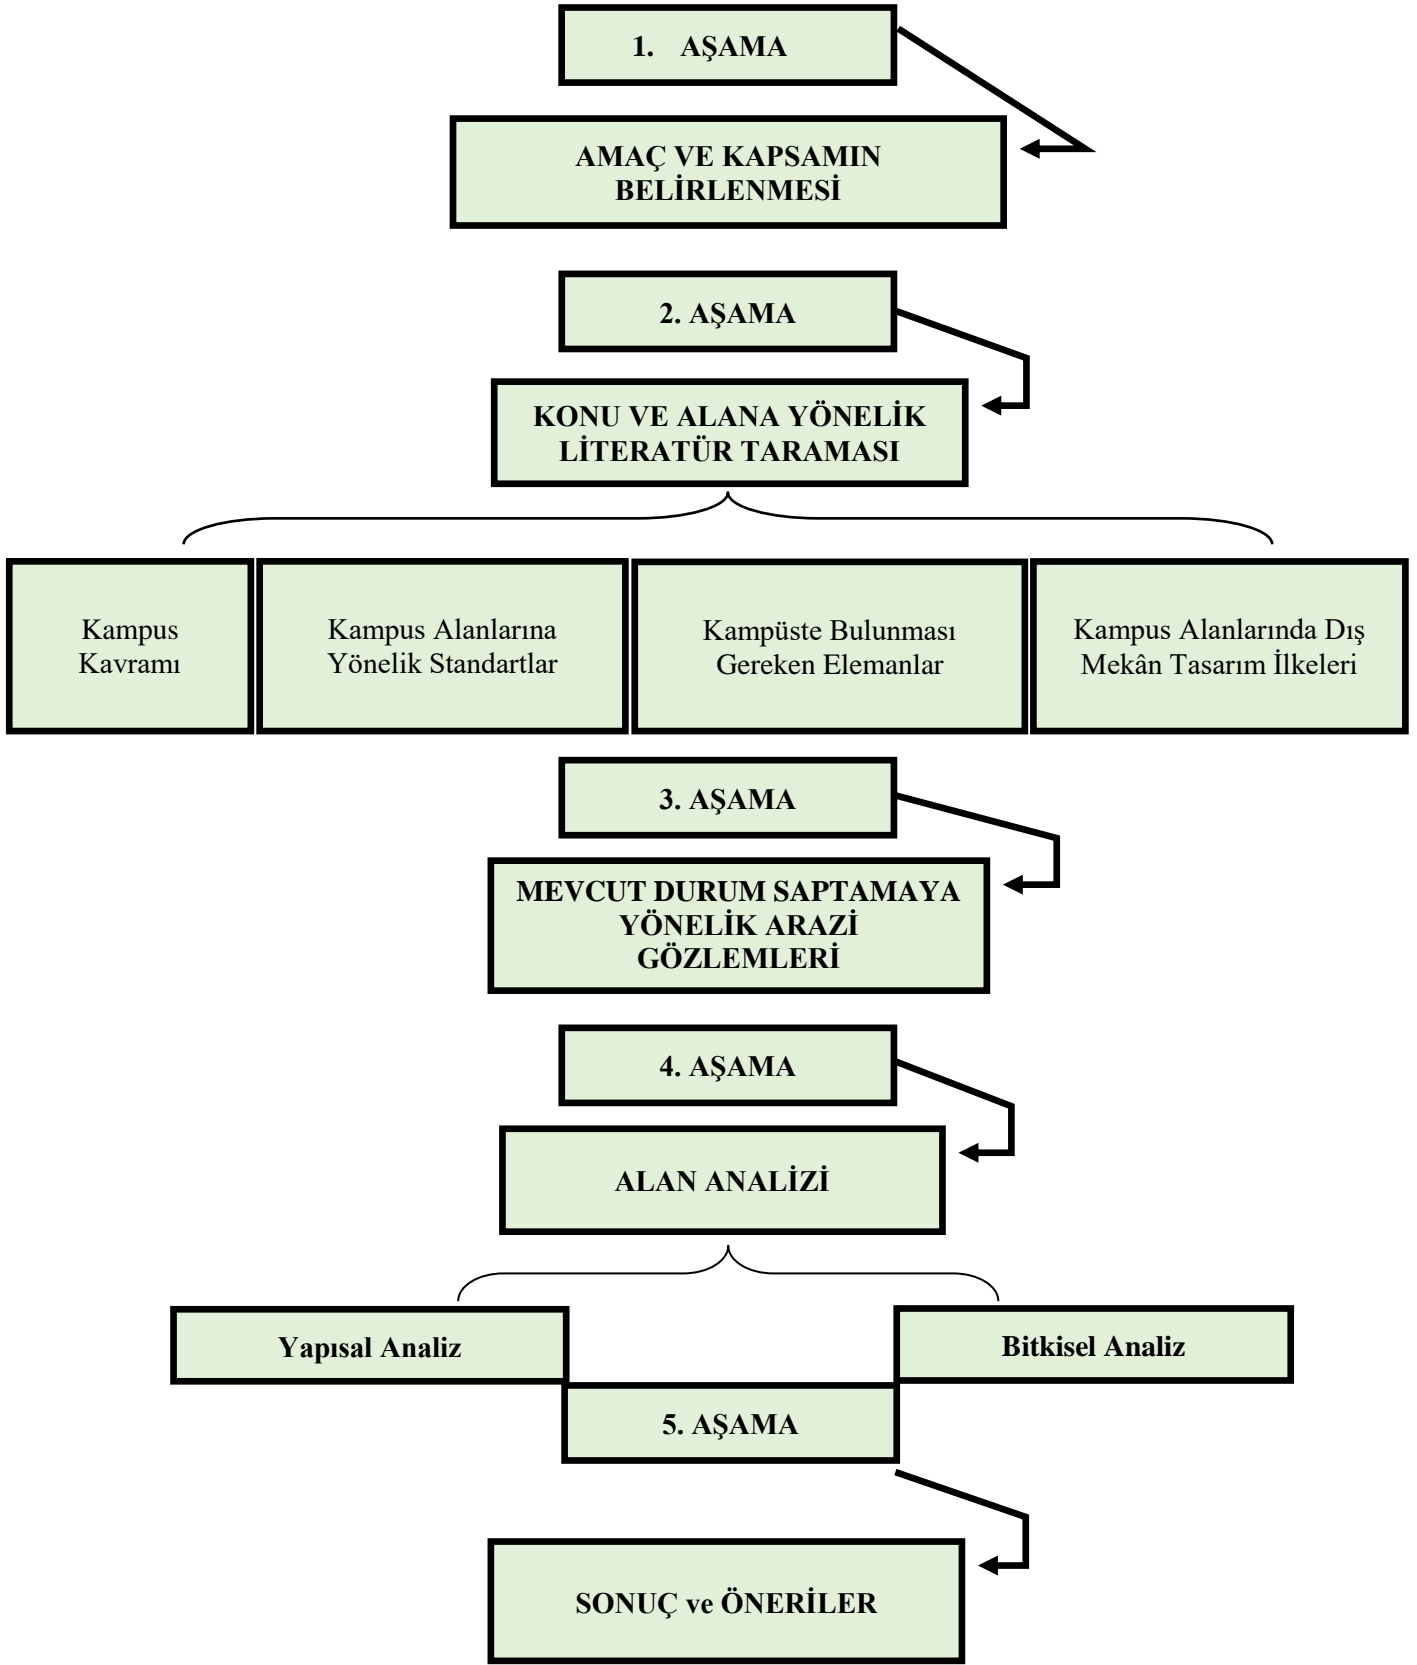 1. AŞAMA
AMAÇ VE KAPSAMIN
BELİRLENMESİ
2. AŞAMA
KONU VE ALANA YÖNELİK
LİTERATÜR TARAMASI
Kampus
Kavramı
Kampus Alanlarına
Yönelik Standartlar
Kampüste Bulunması
Gereken Elemanlar
Kampus Alanlarında Dış
Mekân Tasarım İlkeleri
3. AŞAMA
MEVCUT DURUM SAPTAMAYA
YÖNELİK ARAZİ
GÖZLEMLERİ
4. AŞAMA
ALAN ANALİZİ
Yapısal Analiz
Bitkisel Analiz
5. AŞAMA
SONUÇ ve ÖNERİLER